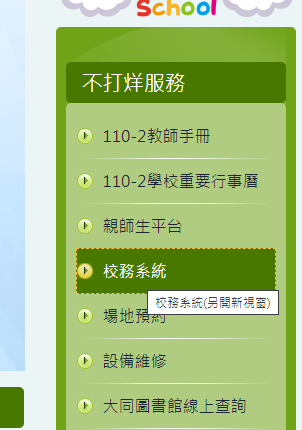 School
不打烊服務
110-2教師手冊
110-2學校重要行事曆
親師生平台
校務系統
校務系統(另開新視窗)
場地預約
設備維修
大同圖書館線上查詢